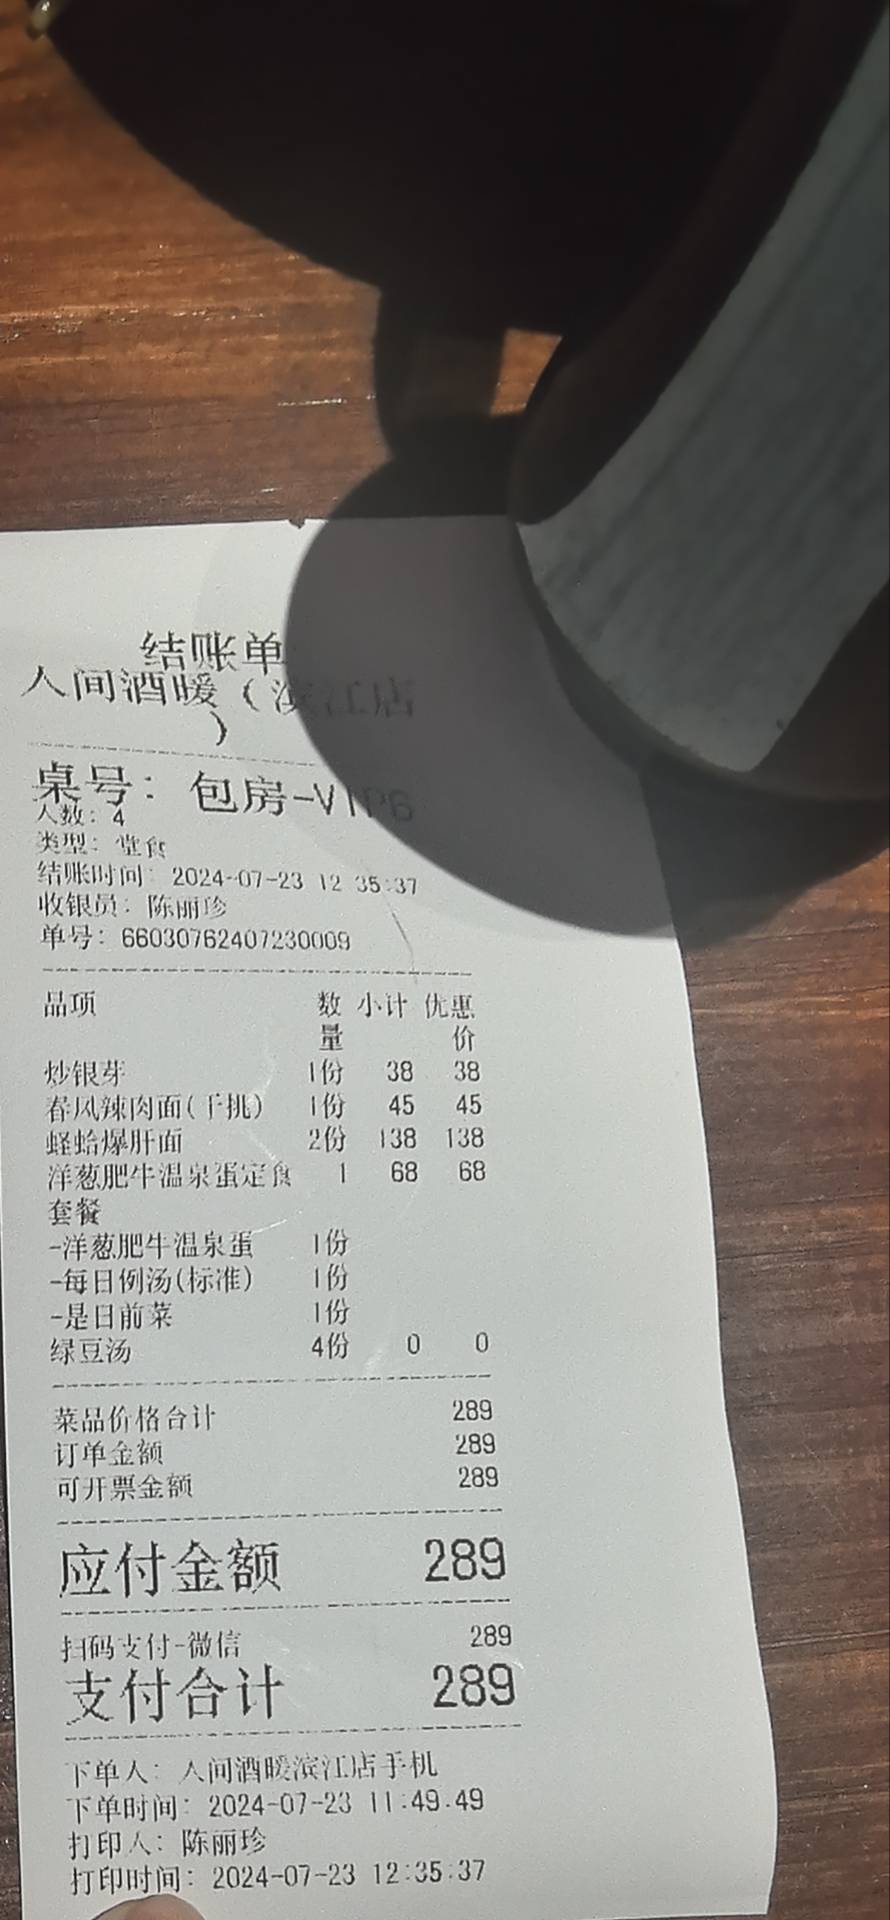 结账单
人间酒暖（滨江店
）
桌号：包房-VIP6
人数：4
类型：堂食
结账时间：2024-07-23 12:35:37
收银员：陈丽珍
单号：66030762407230009
品项 数 小计 优惠
量 价
炒银芽 1份 38 38
春风辣肉面(干挑) 1份 45 45
蛏蛤爆肝面 2份 138 138
洋葱肥牛温泉蛋定食 1 68 68
套餐
-洋葱肥牛温泉蛋 1份
-每日例汤(标准) 1份
-是日前菜 1份
绿豆汤 4份 0 0
菜品价格合计 289
订单金额 289
可开票金额 289
应付金额 289
扫码支付-微信 289
支付合计 289
下单人：人间酒暖滨江店手机
下单时间：2024-07-23 11:49:49
打印人：陈丽珍
打印时间：2024-07-23 12:35:37